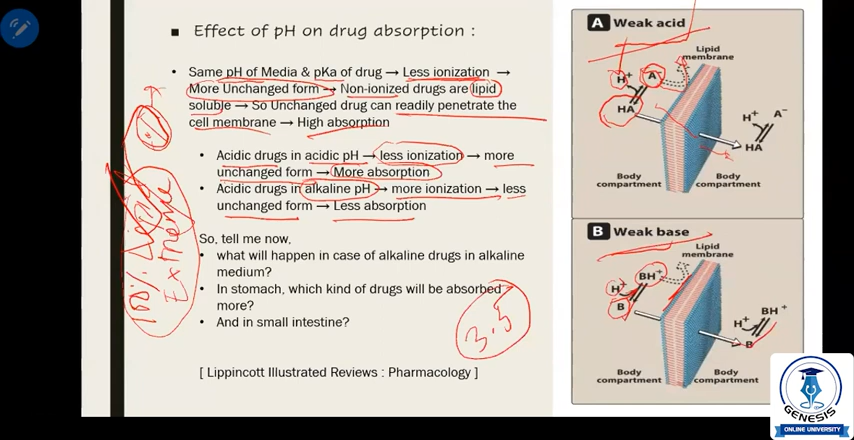 ■ Effect of pH on drug absorption :
• Same pH of Media & pKa of drug → Less ionization →
More Unchanged form → Non-ionized drugs are lipid
soluble → So Unchanged drug can readily penetrate the
cell membrane → High absorption
• Acidic drugs in acidic pH → less ionization → more
unchanged form → More absorption
• Acidic drugs in alkaline pH → more ionization → less
unchanged form → Less absorption
So, tell me now,
• what will happen in case of alkaline drugs in alkaline
medium?
• In stomach, which kind of drugs will be absorbed
more?
• And in small intestine?
[ Lippincott Illustrated Reviews : Pharmacology ]
3.5
Extreme
A Weak acid
Lipid
membrane
H+ A−
HA
H+ A−
HA
Body
compartment
Body
compartment
B Weak base
Lipid
membrane
BH+
H+
B
BH+
H+
B
Body
compartment
Body
compartment
GENESIS
ONLINE UNIVERSITY